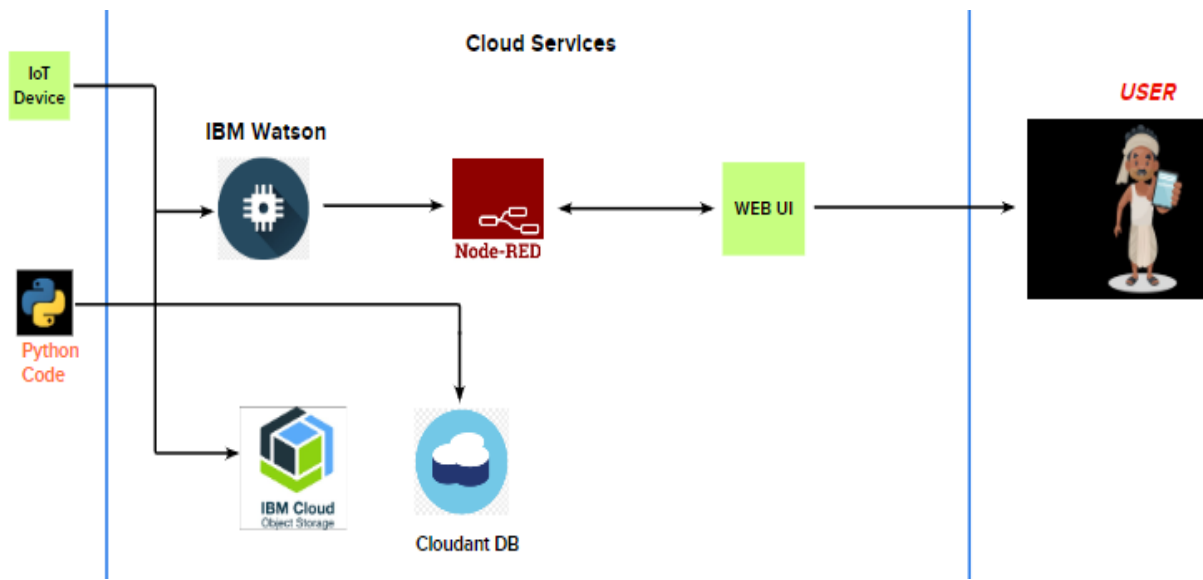 Cloud Services
IoT
Device
USER
IBM Watson
WEB UI
Node-RED
Python
Code
IBM Cloud
Object Storage
Cloudant DB